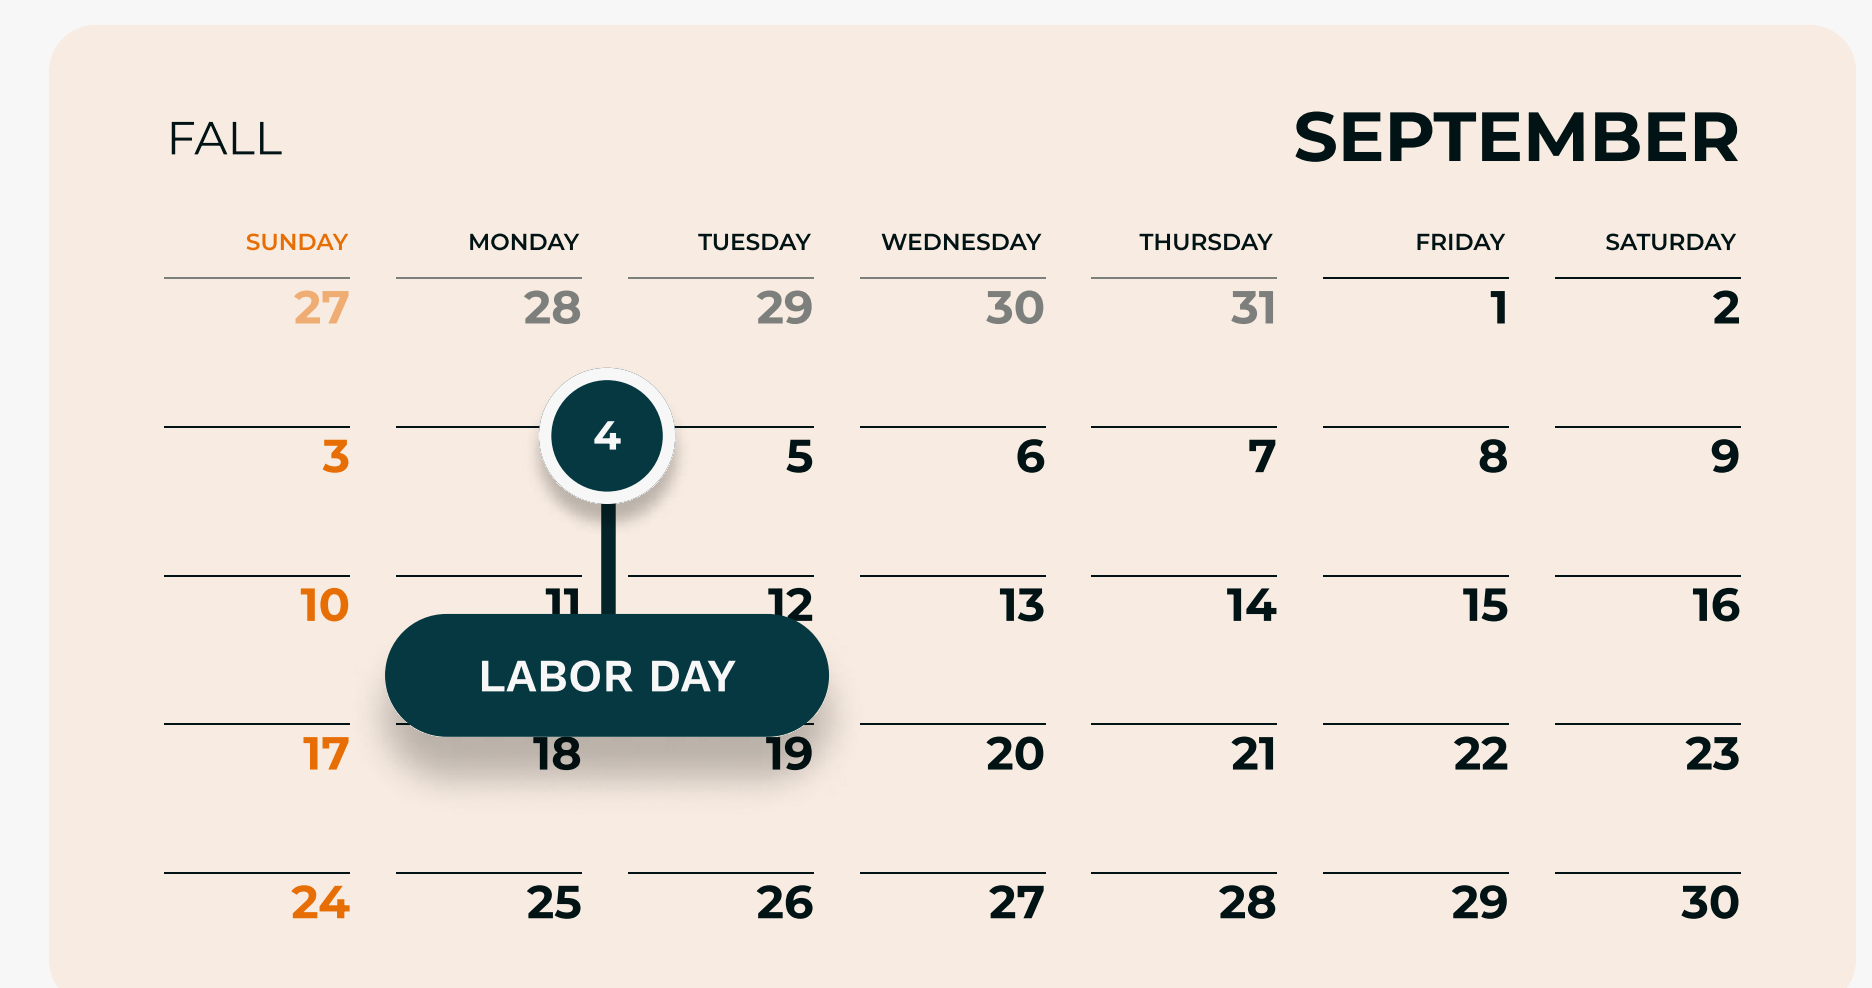 FALL SEPTEMBER
SUNDAY MONDAY TUESDAY WEDNESDAY THURSDAY FRIDAY SATURDAY
27 28 29 30 31 1 2
3 4 5 6 7 8 9
10 11 12 13 14 15 16
LABOR DAY
17 18 19 20 21 22 23
24 25 26 27 28 29 30